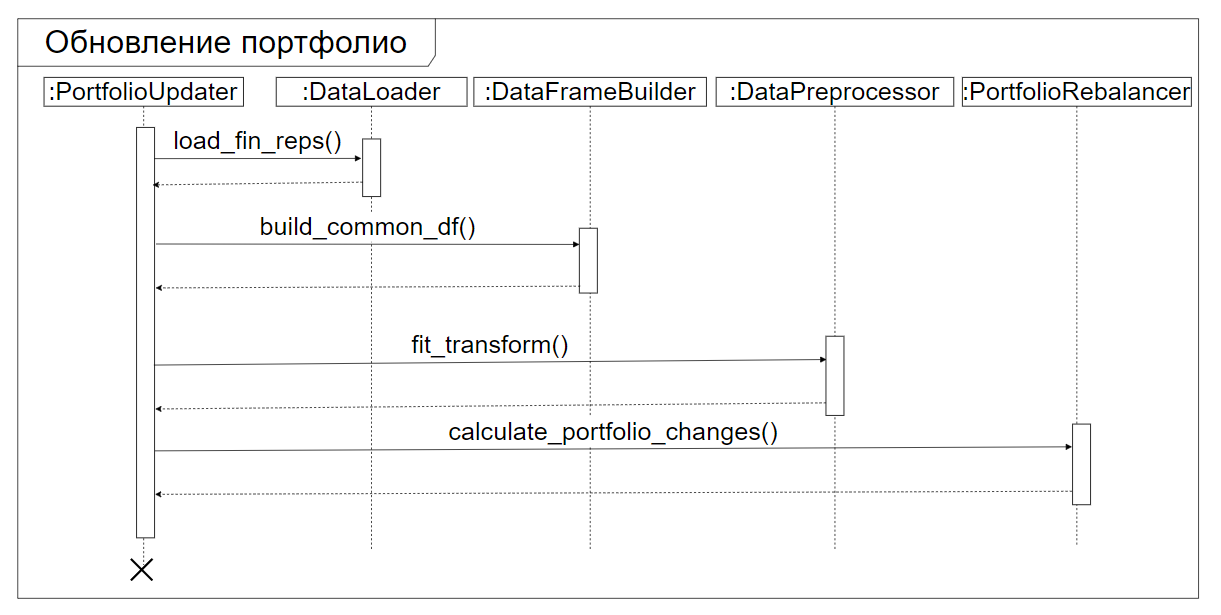 Обновление портфолио
:PortfolioUpdater
:DataLoader
:DataFrameBuilder
:DataPreprocessor
:PortfolioRebalancer
load_fin_reps()
build_common_df()
fit_transform()
calculate_portfolio_changes()